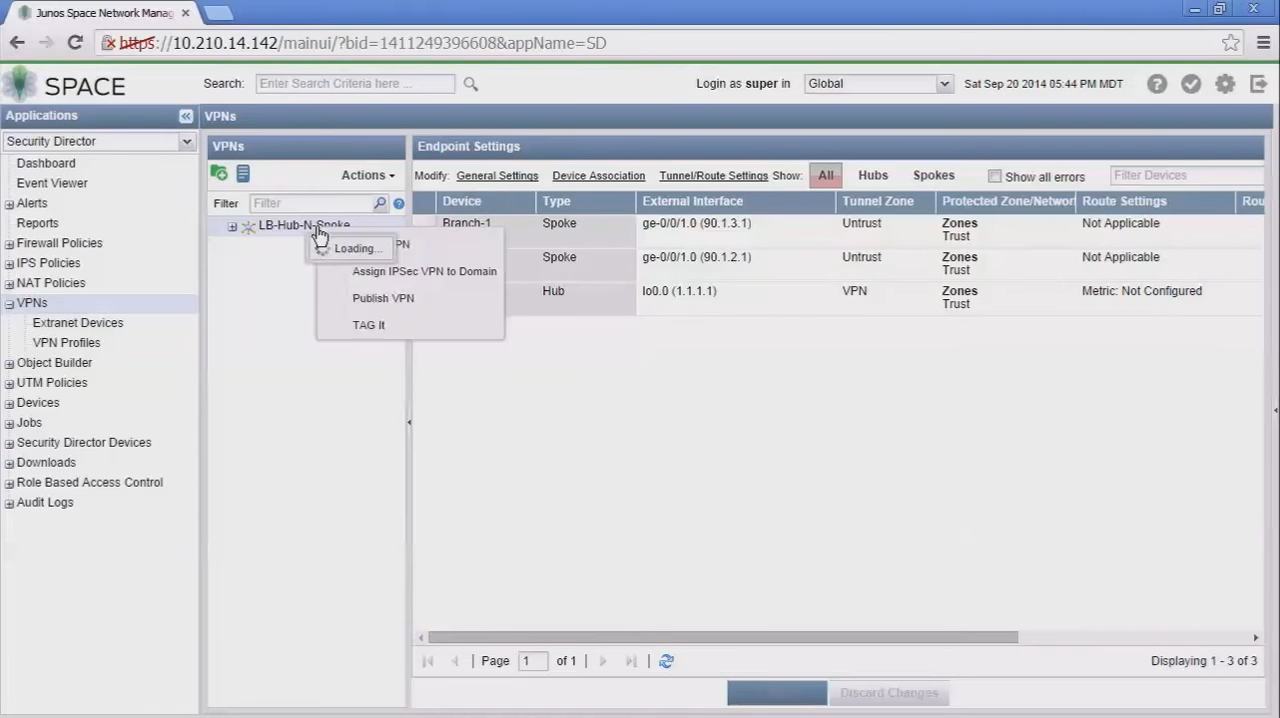 Junos Space Network Manag
https://10.210.14.142/mainui/?bid=1411249396608&appName=SD
SPACE
Search: Enter Search Criteria here ...
Login as super in Global
Sat Sep 20 2014 05:44 PM MDT
Applications
VPNs
Security Director
Dashboard
Event Viewer
Alerts
Reports
Firewall Policies
IPS Policies
NAT Policies
VPNs
Extranet Devices
VPN Profiles
Object Builder
UTM Policies
Devices
Jobs
Security Director Devices
Downloads
Role Based Access Control
Audit Logs
VPNs
Actions
Filter Filter
LB-Hub-N-Spoke
Loading...
PN
Assign IPSec VPN to Domain
Publish VPN
TAG It
Endpoint Settings
Modify: General Settings Device Association Tunnel/Route Settings Show: All Hubs Spokes Show all errors Filter Devices
Device Type External Interface Tunnel Zone Protected Zone/Networ Route Settings Rou
Branch-1 Spoke ge-0/0/1.0 (90.1.3.1) Untrust Zones Not Applicable
Trust
Spoke ge-0/0/1.0 (90.1.2.1) Untrust Zones Not Applicable
Trust
Hub lo0.0 (1.1.1.1) VPN Zones Metric: Not Configured
Trust
Page 1 of 1
Displaying 1 - 3 of 3
Discard Changes